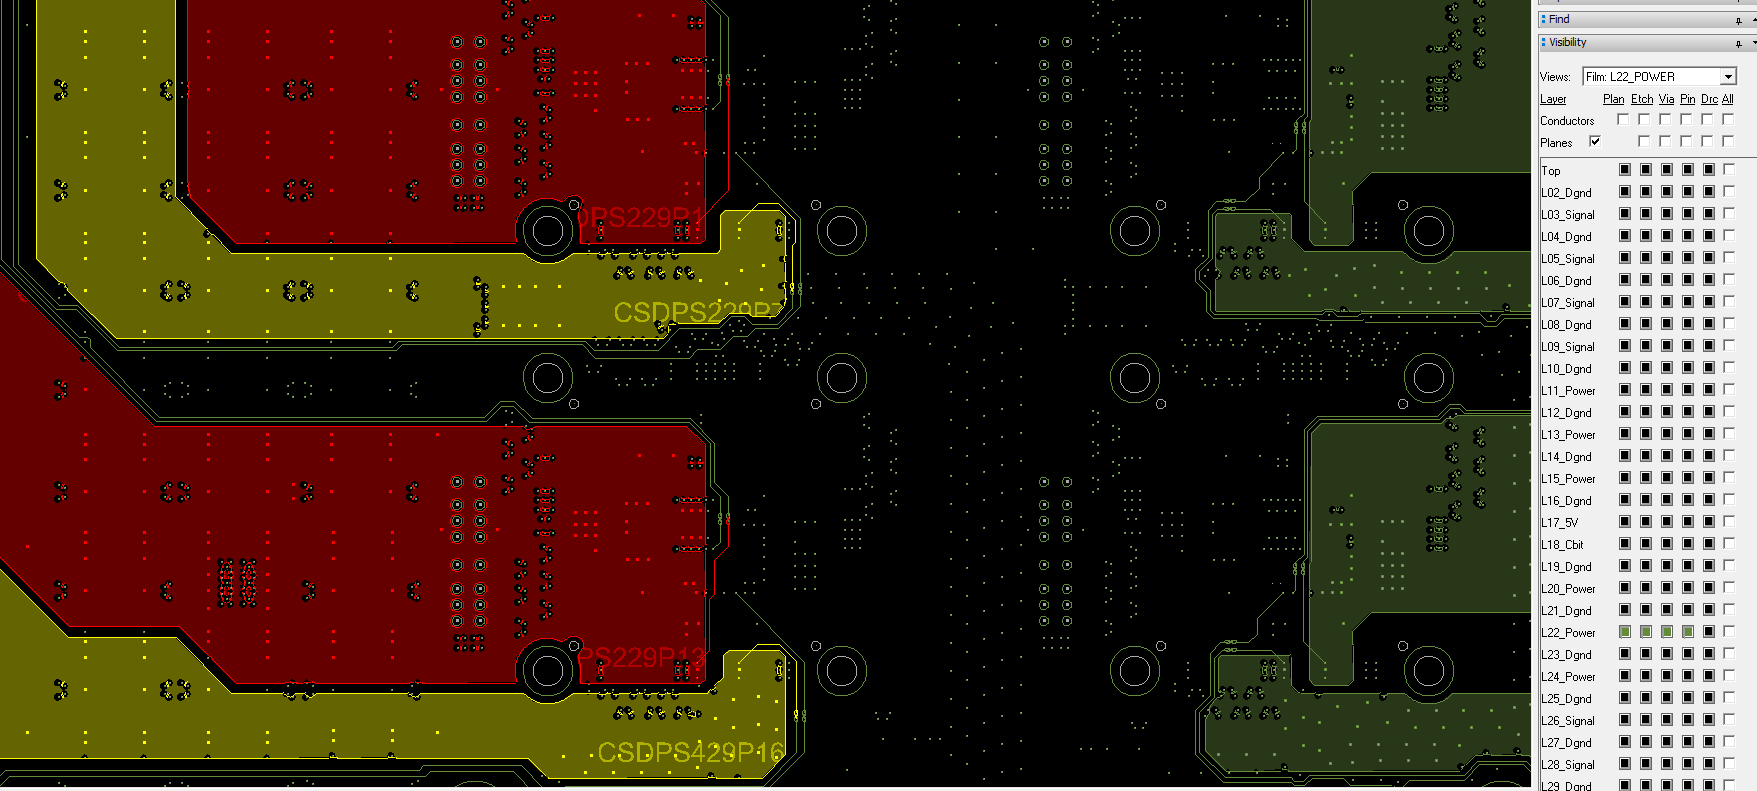 Find
Visibility
Views: Film: L22_POWER
Layer Plan Etch Via Pin Drc All
Conductors
Planes
Top
L02_Dgnd
L03_Signal
L04_Dgnd
L05_Signal
L06_Dgnd
L07_Signal
L08_Dgnd
L09_Signal
L10_Dgnd
L11_Power
L12_Dgnd
L13_Power
L14_Dgnd
L15_Power
L16_Dgnd
L17_5V
L18_Cbit
L19_Dgnd
L20_Power
L21_Dgnd
L22_Power
L23_Dgnd
L24_Power
L25_Dgnd
L26_Signal
L27_Dgnd
L28_Signal
L29_Dgnd
0PS229P1
CSDPS229P7
PS229P13
CSDPS429P16